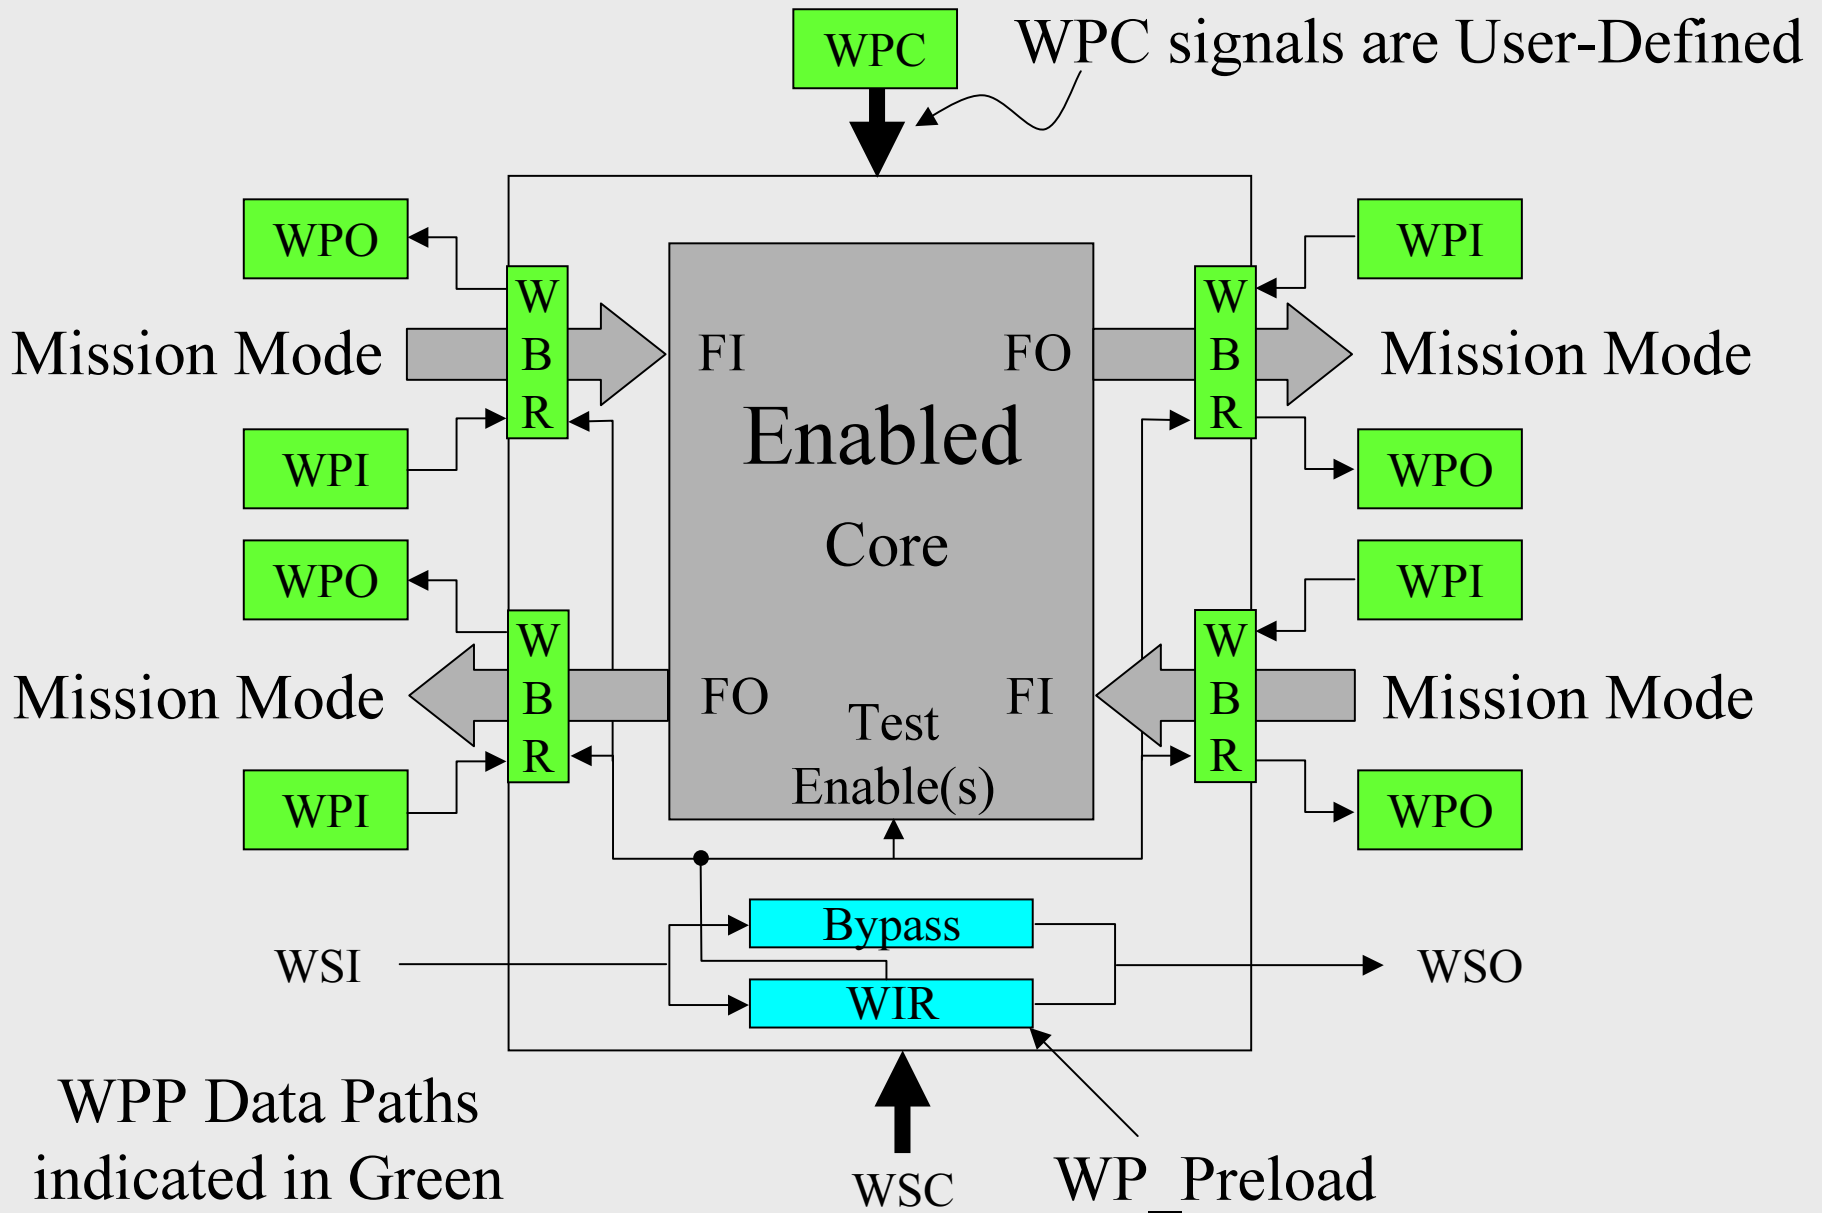 WPC
WPC signals are User-Defined
WPO
WPI
W
B
R
W
B
R
Mission Mode
FI
FO
Mission Mode
Enabled
WPI
WPO
Core
WPO
WPI
W
B
R
W
B
R
Mission Mode
FO
FI
Mission Mode
Test
Enable(s)
WPI
WPO
Bypass
WSI
WSO
WIR
WPP Data Paths
indicated in Green
WSC
WP_Preload